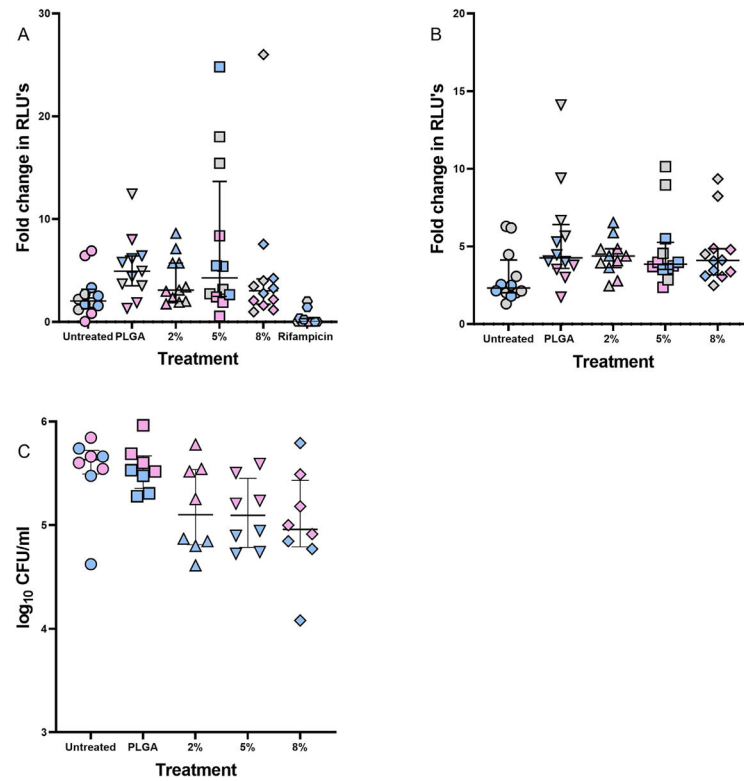 A
Fold change in RLU's
30
20
10
0
Untreated PLGA 2% 5% 8% Rifampicin
Treatment
B
Fold change in RLU's
20
15
10
5
0
Untreated PLGA 2% 5% 8%
Treatment
C
log10 CFU/ml
6
5
4
3
Untreated PLGA 2% 5% 8%
Treatment